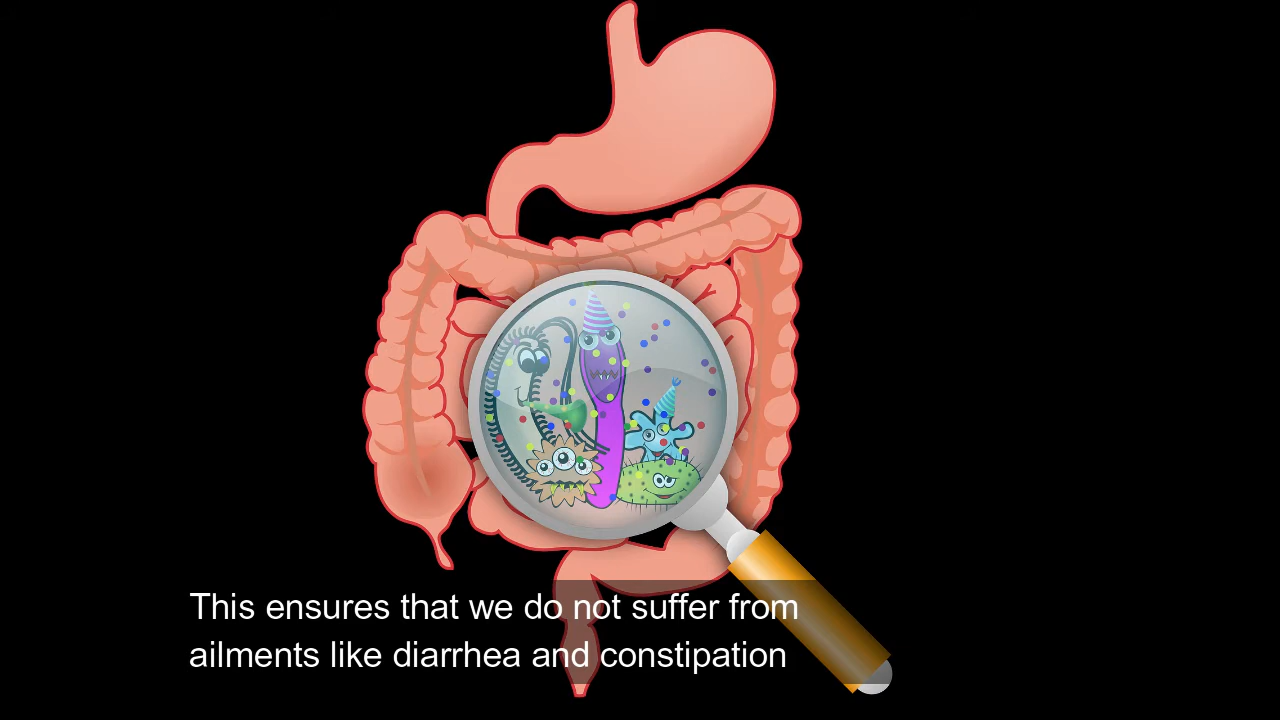 This ensures that we do not suffer from
ailments like diarrhea and constipation